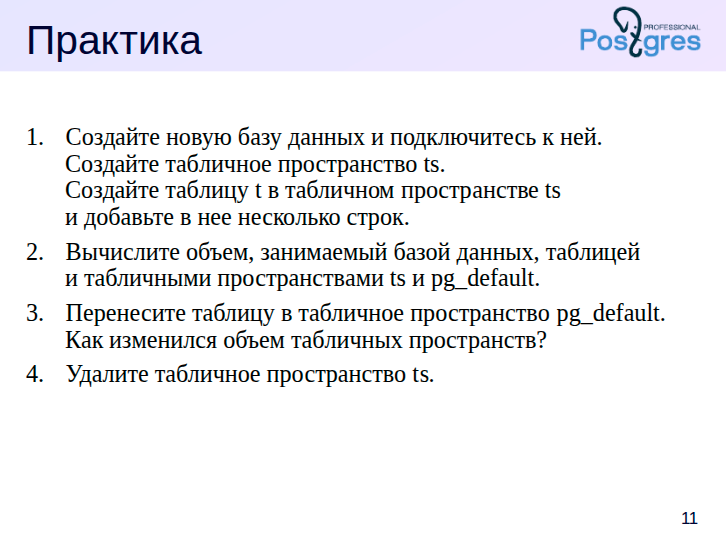 Практика
PROFESSIONAL
Postgres
1. Создайте новую базу данных и подключитесь к ней.
Создайте табличное пространство ts.
Создайте таблицу t в табличном пространстве ts
и добавьте в нее несколько строк.
2. Вычислите объем, занимаемый базой данных, таблицей
и табличными пространствами ts и pg_default.
3. Перенесите таблицу в табличное пространство pg_default.
Как изменился объем табличных пространств?
4. Удалите табличное пространство ts.
11